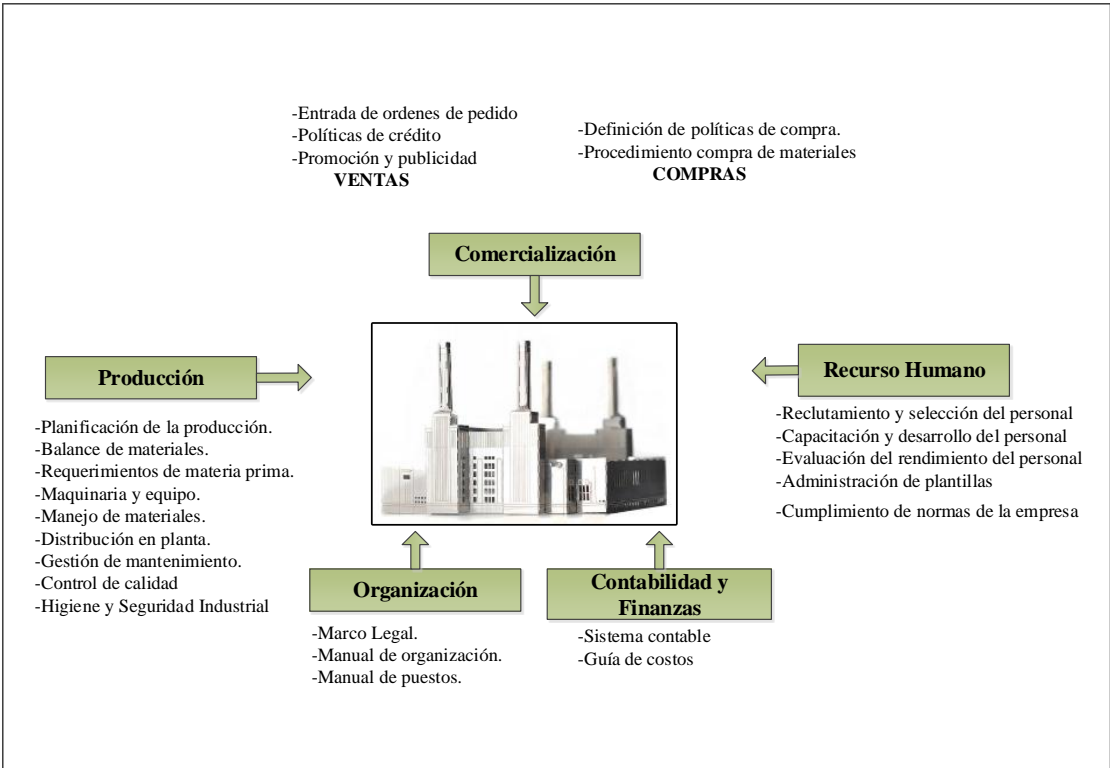 -Entrada de ordenes de pedido
-Políticas de crédito
-Promoción y publicidad
VENTAS
-Definición de políticas de compra.
-Procedimiento compra de materiales
COMPRAS
Comercialización
Producción
-Planificación de la producción.
-Balance de materiales.
-Requerimientos de materia prima.
-Maquinaria y equipo.
-Manejo de materiales.
-Distribución en planta.
-Gestión de mantenimiento.
-Control de calidad
-Higiene y Seguridad Industrial
Recurso Humano
-Reclutamiento y selección del personal
-Capacitación y desarrollo del personal
-Evaluación del rendimiento del personal
-Administración de plantillas
-Cumplimiento de normas de la empresa
Organización
-Marco Legal.
-Manual de organización.
-Manual de puestos.
Contabilidad y
Finanzas
-Sistema contable
-Guía de costos